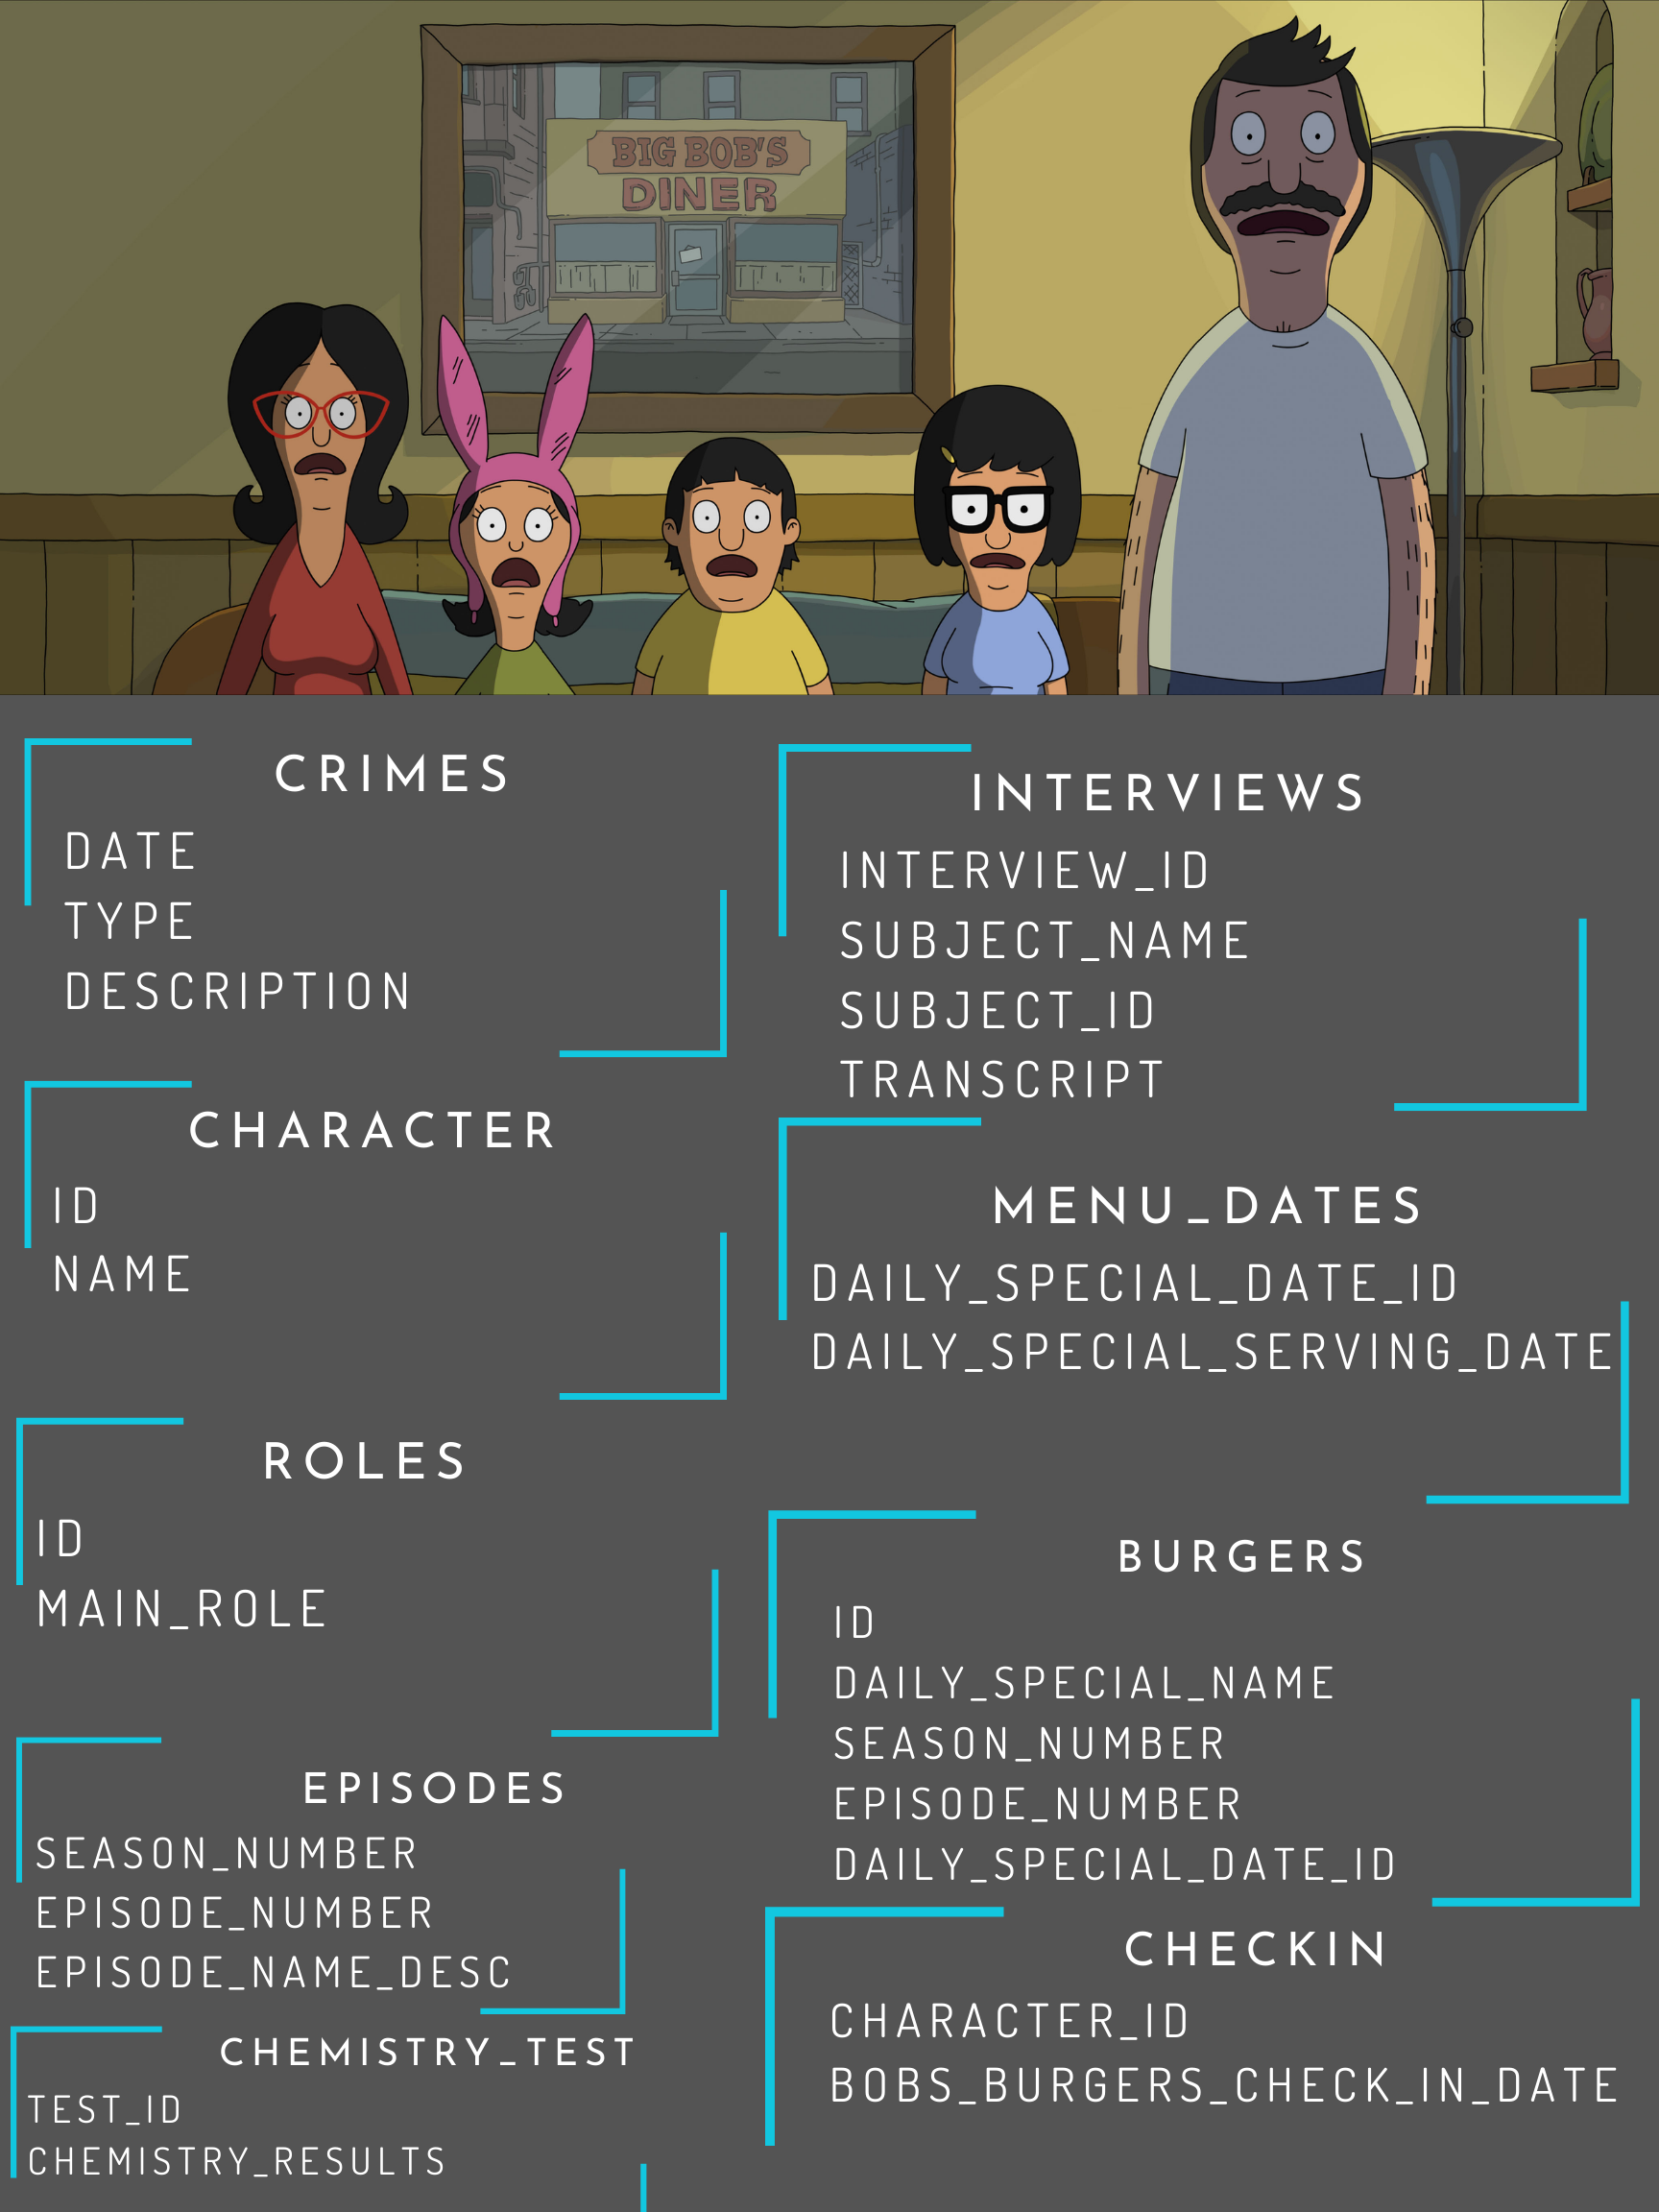 BIG BOB'S
DINER
CRIMES
DATE
TYPE
DESCRIPTION
CHARACTER
ID
NAME
ROLES
ID
MAIN_ROLE
EPISODES
SEASON_NUMBER
EPISODE_NUMBER
EPISODE_NAME_DESC
CHEMISTRY_TEST
TEST_ID
CHEMISTRY_RESULTS
INTERVIEWS
INTERVIEW_ID
SUBJECT_NAME
SUBJECT_ID
TRANSCRIPT
MENU_DATES
DAILY_SPECIAL_DATE_ID
DAILY_SPECIAL_SERVING_DATE
BURGERS
ID
DAILY_SPECIAL_NAME
SEASON_NUMBER
EPISODE_NUMBER
DAILY_SPECIAL_DATE_ID
CHECKIN
CHARACTER_ID
BOBS_BURGERS_CHECK_IN_DATE